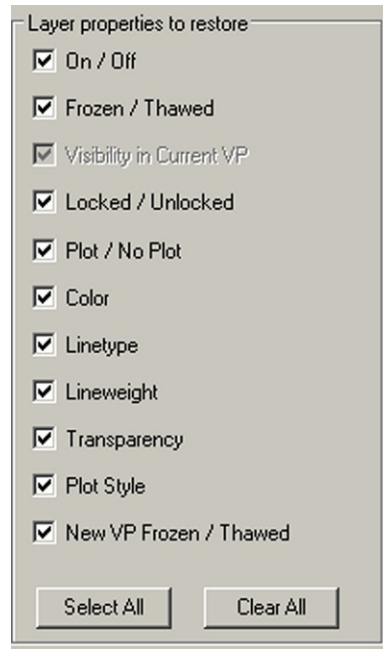 Layer properties to restore
On / Off
Frozen / Thawed
Visibility in Current VP
Locked / Unlocked
Plot / No Plot
Color
Linetype
Lineweight
Transparency
Plot Style
New VP Frozen / Thawed
Select All Clear All